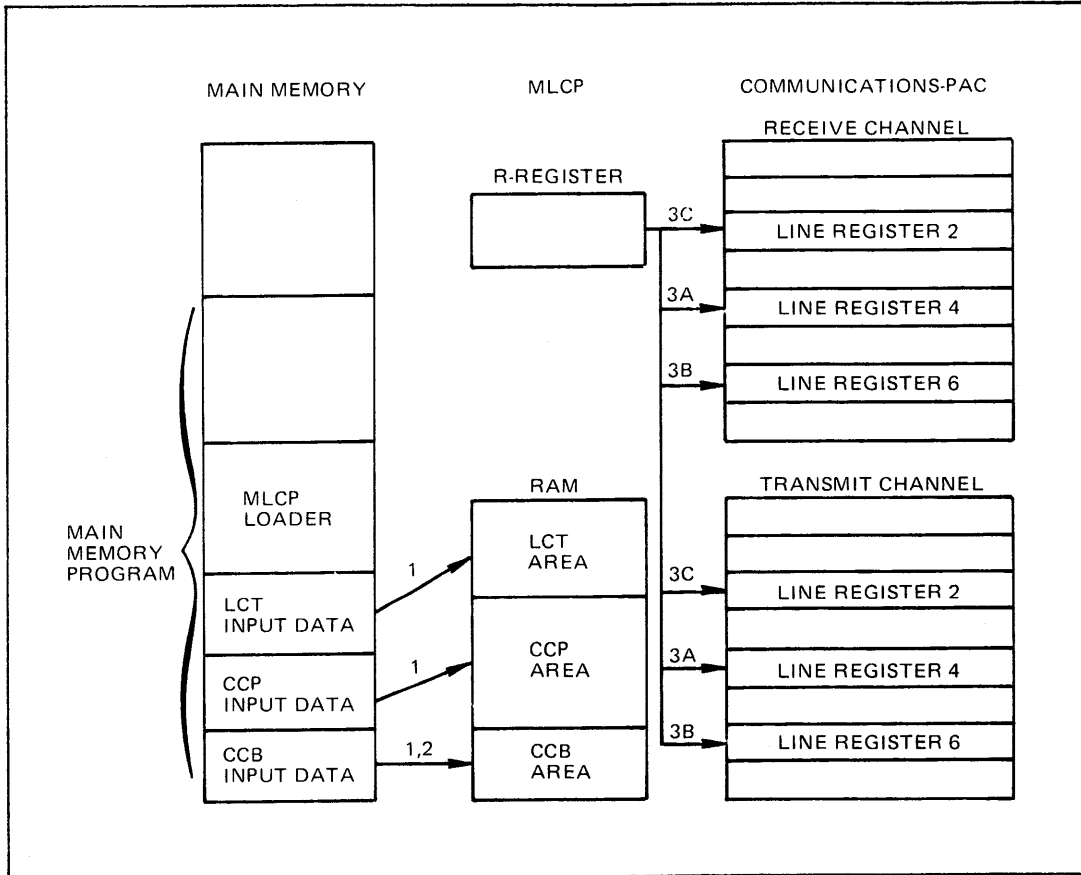 MAIN MEMORY
MLCP
COMMUNICATIONS-PAC
RECEIVE CHANNEL
R-REGISTER
3C
LINE REGISTER 2
3A
LINE REGISTER 4
3B
LINE REGISTER 6
MAIN
MEMORY
PROGRAM
MLCP
LOADER
LCT
INPUT DATA
CCP
INPUT DATA
CCB
INPUT DATA
1
1
1,2
RAM
LCT
AREA
CCP
AREA
CCB
AREA
TRANSMIT CHANNEL
3C
LINE REGISTER 2
3A
LINE REGISTER 4
3B
LINE REGISTER 6